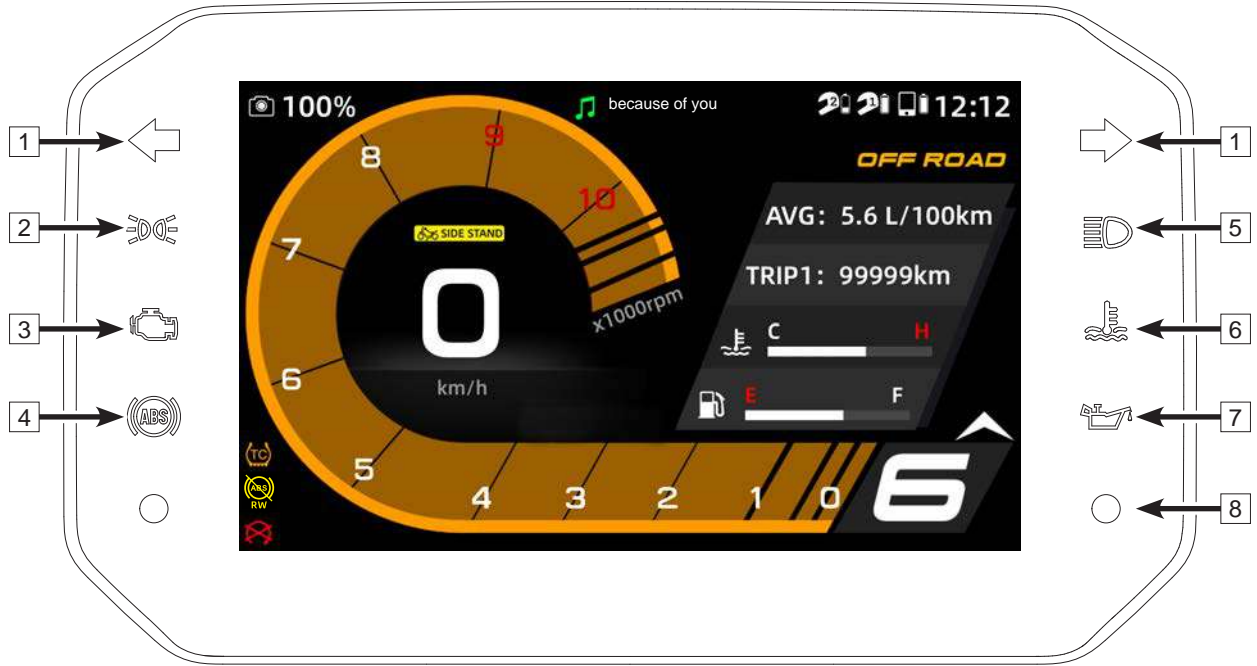 100%
because of you
2
1
12:12
1
1
OFF ROAD
9
8
10
AVG: 5.6 L/100km
2
SIDE STAND
5
7
TRIP1: 99999km
0
x1000rpm
3
C
H
6
6
km/h
E
F
4
ABS
7
TC
5
ABS
RW
4
3
2
1
0
6
8